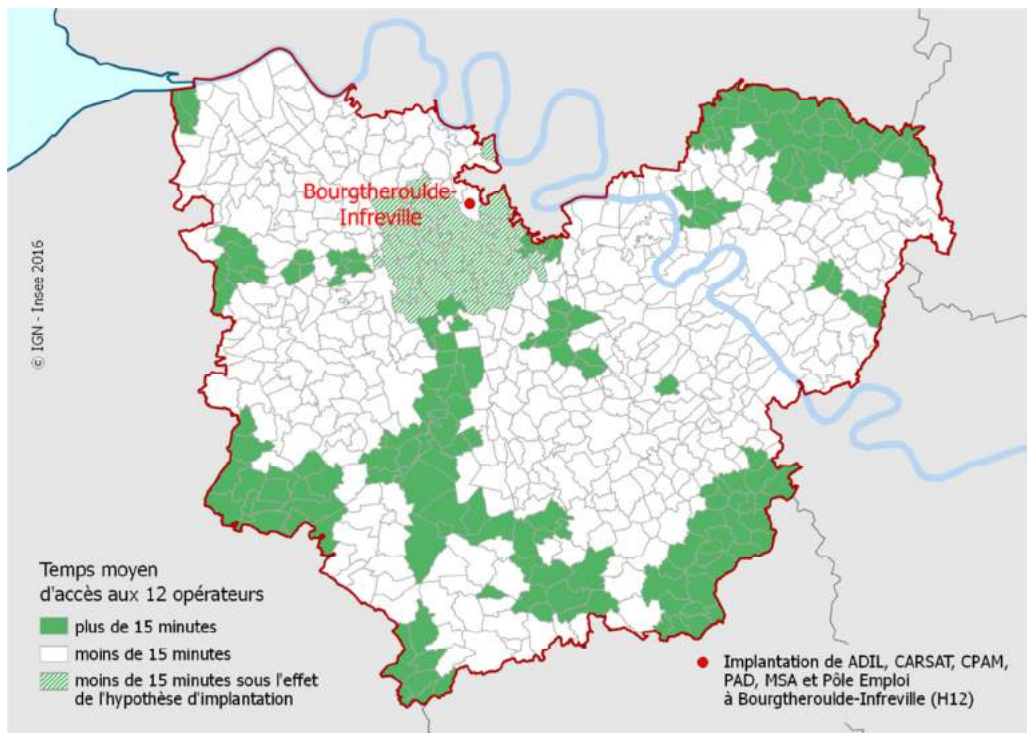 Bourgtheroulde-
Infreville
© IGN - Insee 2016
Temps moyen
d'accès aux 12 opérateurs
plus de 15 minutes
moins de 15 minutes
moins de 15 minutes sous l'effet
de l'hypothèse d'implantation
Implantation de ADIL, CARSAT, CPAM,
PAD, MSA et Pôle Emploi
à Bourgtheroulde-Infreville (H12)